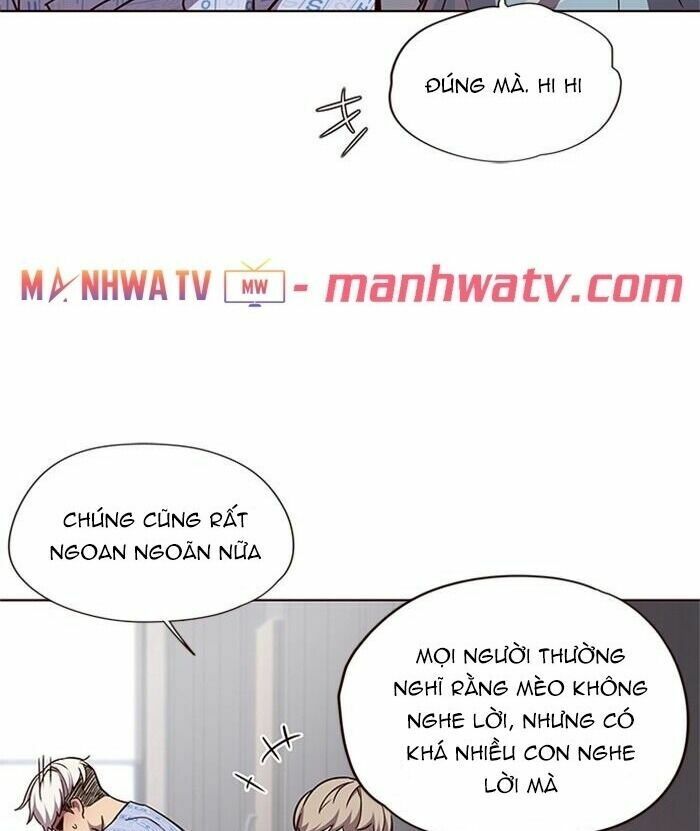 ĐÚNG MÀ. HI HI
MANHWA TV MW - manhwatv.com
CHÚNG CŨNG RẤT
NGOAN NGOÃN NỮA
MỌI NGƯỜI THƯỜNG
NGHĨ RẰNG MÈO KHÔNG
NGHE LỜI, NHƯNG CÓ
KHÁ NHIỀU CON NGHE
LỜI MÀ